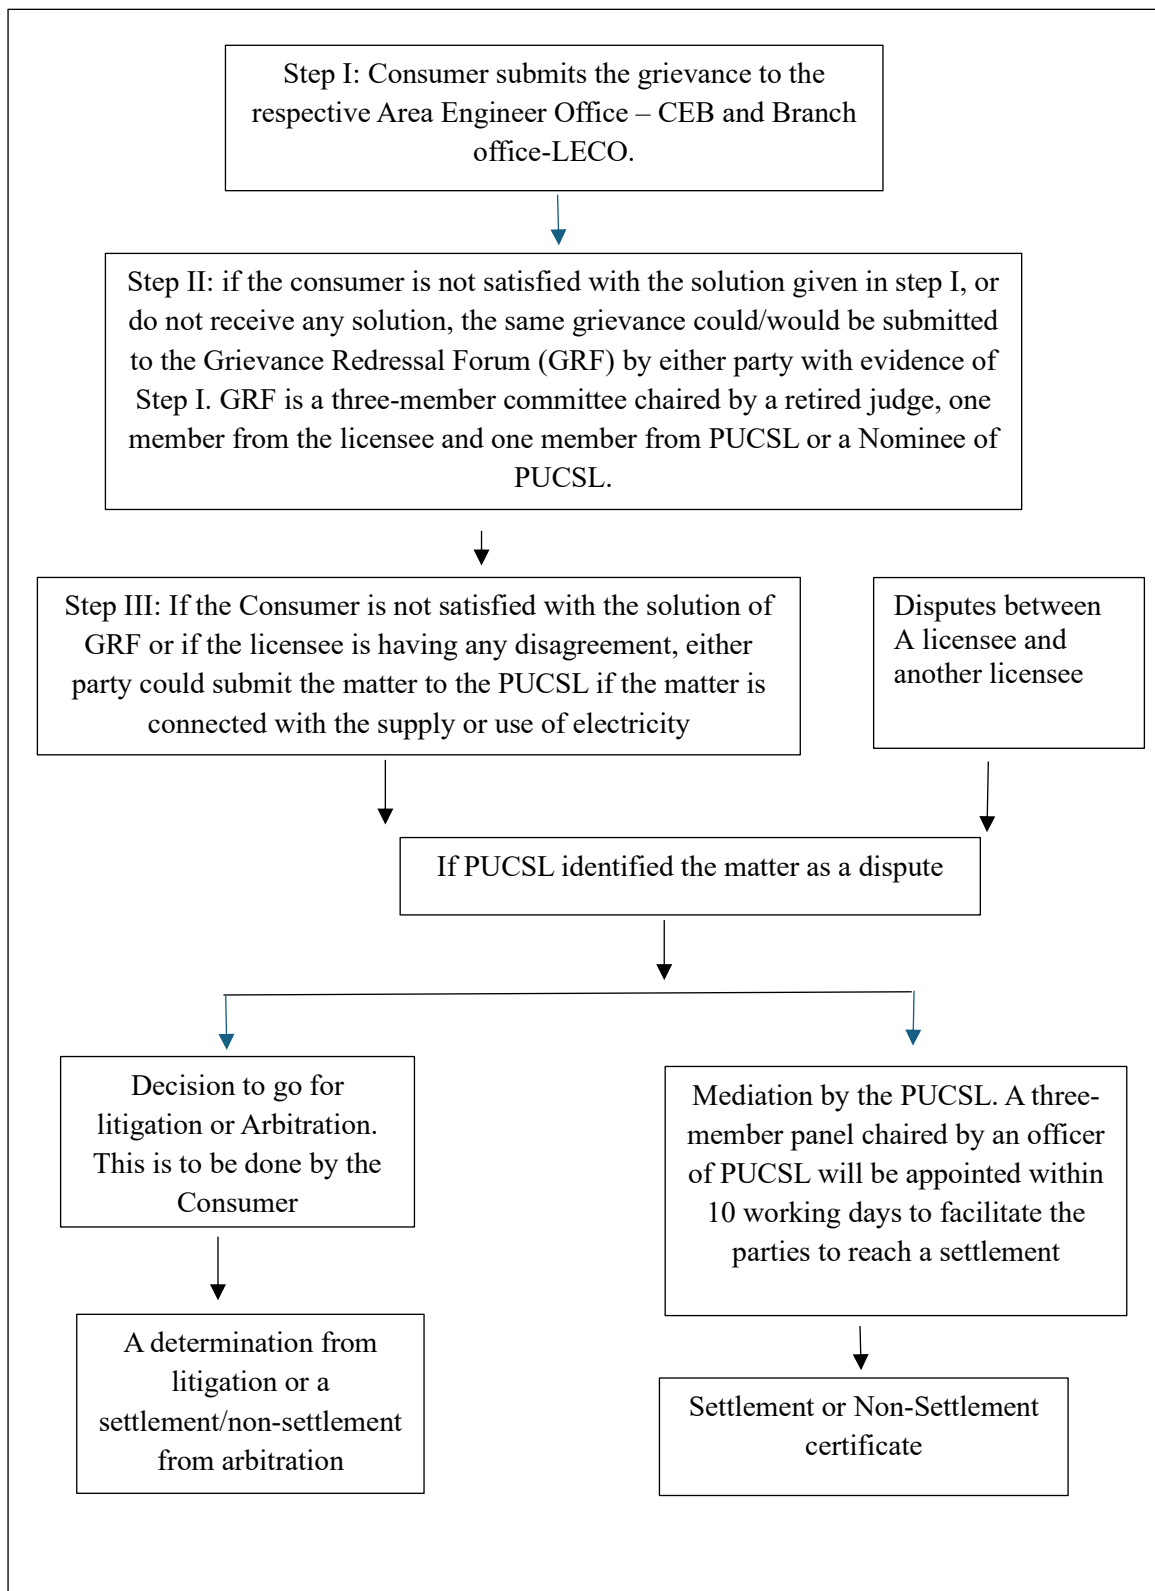 Step I: Consumer submits the grievance to the
respective Area Engineer Office – CEB and Branch
office-LECO.
Step II: if the consumer is not satisfied with the solution given in step I, or
do not receive any solution, the same grievance could/would be submitted
to the Grievance Redressal Forum (GRF) by either party with evidence of
Step I. GRF is a three-member committee chaired by a retired judge, one
member from the licensee and one member from PUCSL or a Nominee of
PUCSL.
Step III: If the Consumer is not satisfied with the solution of
GRF or if the licensee is having any disagreement, either
party could submit the matter to the PUCSL if the matter is
connected with the supply or use of electricity
Disputes between
A licensee and
another licensee
If PUCSL identified the matter as a dispute
Decision to go for
litigation or Arbitration.
This is to be done by the
Consumer
Mediation by the PUCSL. A three-
member panel chaired by an officer
of PUCSL will be appointed within
10 working days to facilitate the
parties to reach a settlement
A determination from
litigation or a
settlement/non-settlement
from arbitration
Settlement or Non-Settlement
certificate